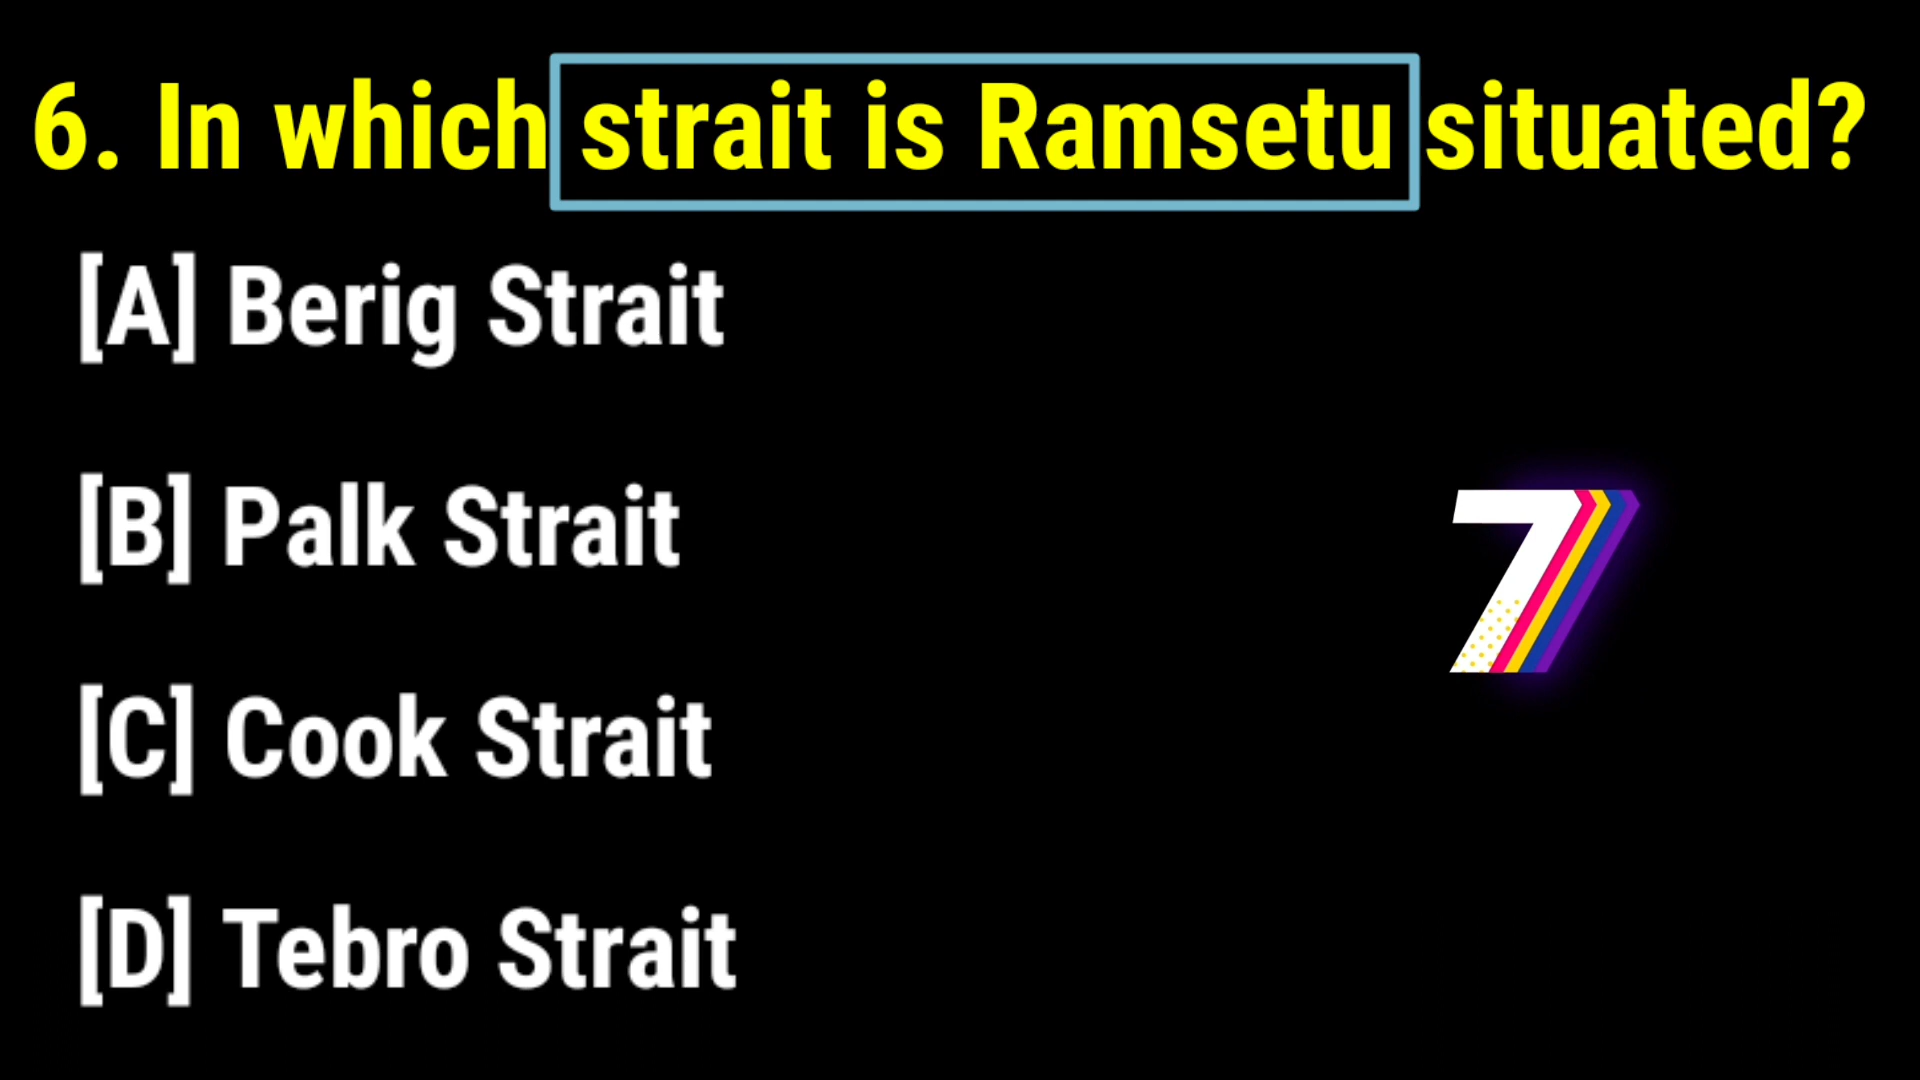 6. In which strait is Ramsetu situated?
[A] Berig Strait
[B] Palk Strait
7
[C] Cook Strait
[D] Tebro Strait